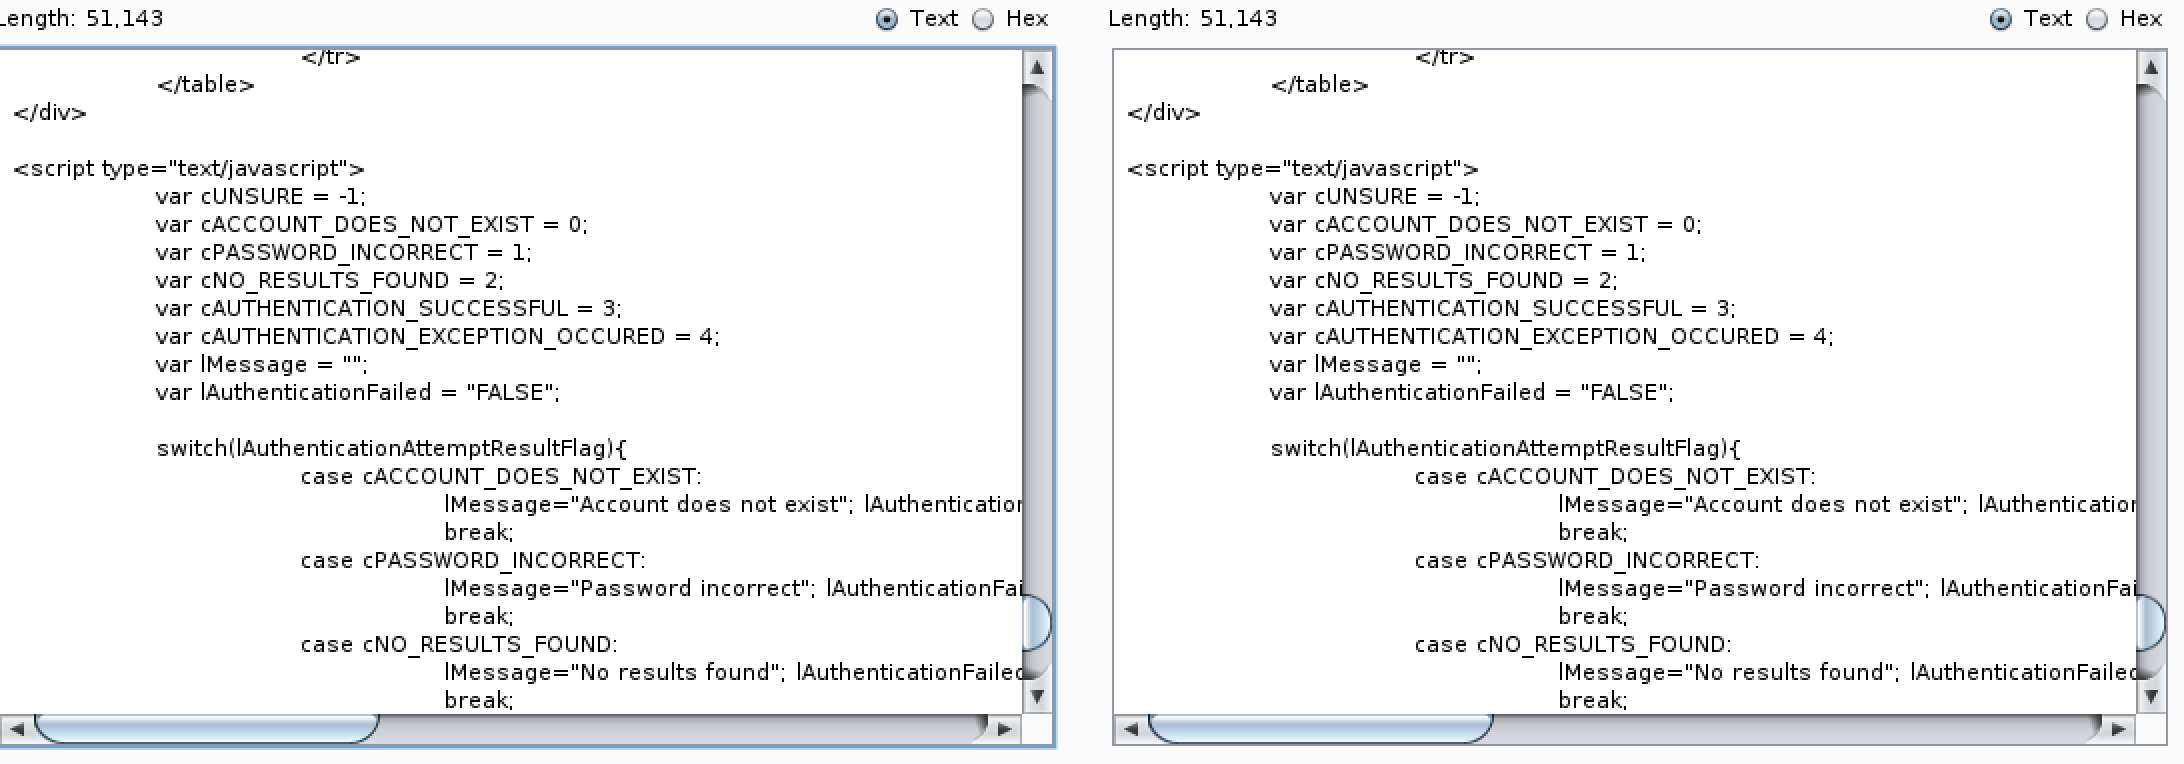 Length: 51,143 Text Hex
</tr>
</table>
</div>
<script type="text/javascript">
var cUNSURE = -1;
var cACCOUNT_DOES_NOT_EXIST = 0;
var cPASSWORD_INCORRECT = 1;
var cNO_RESULTS_FOUND = 2;
var cAUTHENTICATION_SUCCESSFUL = 3;
var cAUTHENTICATION_EXCEPTION_OCCURED = 4;
var lMessage = "";
var lAuthenticationFailed = "FALSE";
switch(lAuthenticationAttemptResultFlag){
case cACCOUNT_DOES_NOT_EXIST:
lMessage="Account does not exist"; lAuthentication
break;
case cPASSWORD_INCORRECT:
lMessage="Password incorrect"; lAuthenticationFai
break;
case cNO_RESULTS_FOUND:
lMessage="No results found"; lAuthenticationFailed
break;
Length: 51,143 Text Hex
</tr>
</table>
</div>
<script type="text/javascript">
var cUNSURE = -1;
var cACCOUNT_DOES_NOT_EXIST = 0;
var cPASSWORD_INCORRECT = 1;
var cNO_RESULTS_FOUND = 2;
var cAUTHENTICATION_SUCCESSFUL = 3;
var cAUTHENTICATION_EXCEPTION_OCCURED = 4;
var lMessage = "";
var lAuthenticationFailed = "FALSE";
switch(lAuthenticationAttemptResultFlag){
case cACCOUNT_DOES_NOT_EXIST:
lMessage="Account does not exist"; lAuthentication
break;
case cPASSWORD_INCORRECT:
lMessage="Password incorrect"; lAuthenticationFai
break;
case cNO_RESULTS_FOUND:
lMessage="No results found"; lAuthenticationFailed
break;